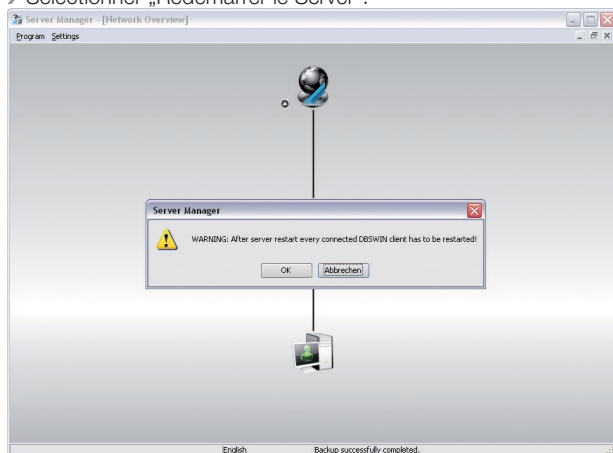 Sélectionner „Redémarrer le Server“.
Server Manager - [Network Overview]
Program Settings
Server Manager
WARNING: After server restart every connected DBSWIN client has to be restarted!
OK Abbrechen
English Backup successfully completed.